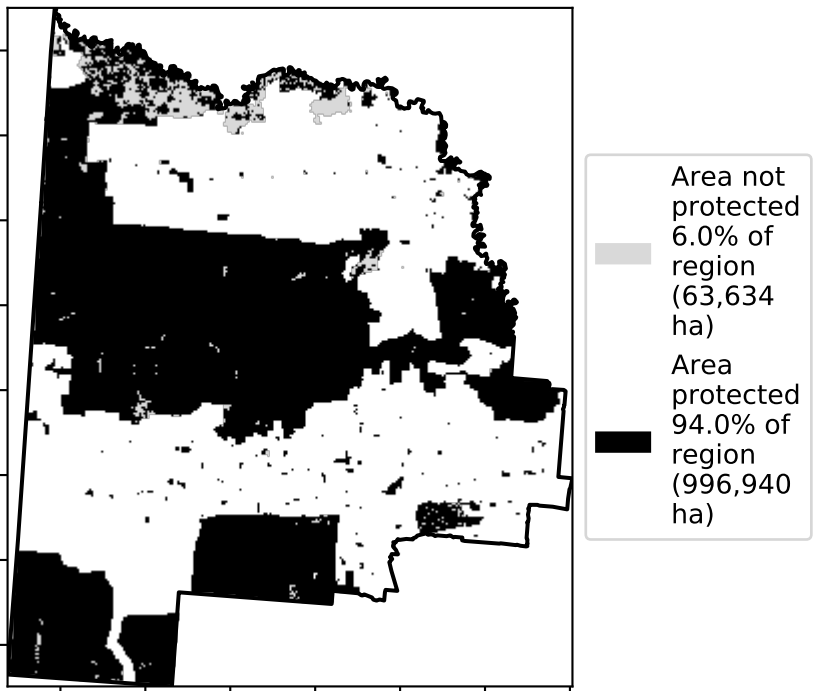 Area not
protected
6.0% of
region
(63,634
ha)
Area
protected
94.0% of
region
(996,940
ha)